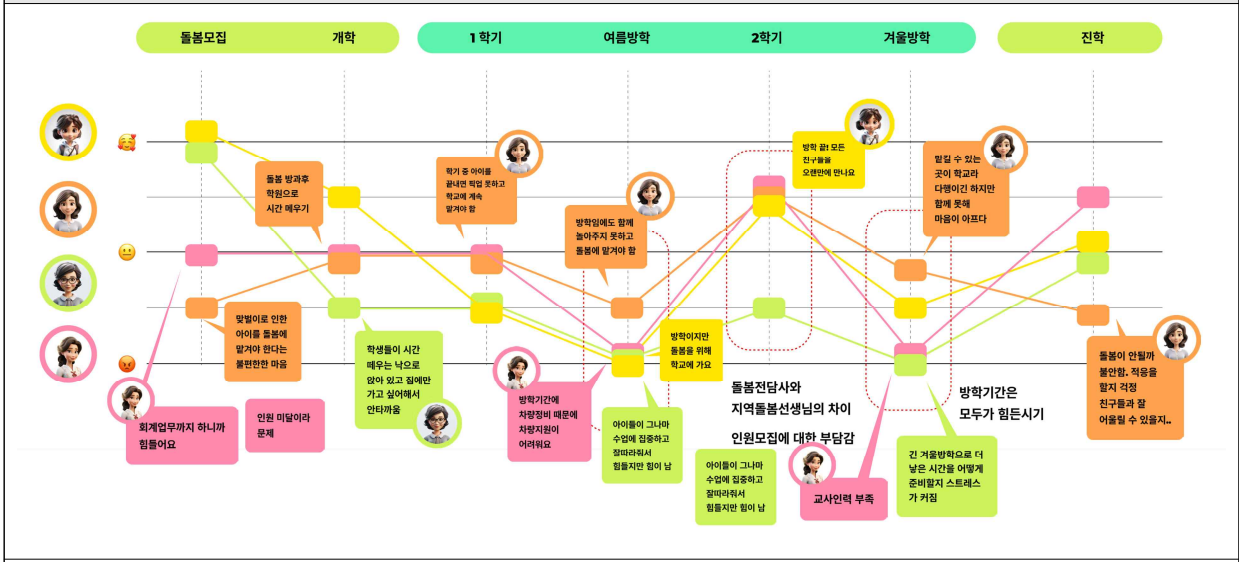 돌봄모집
개학
1 학기
여름방학
2학기
겨울방학
진학
돌봄 방과후
학원으로
시간 떼우기
학기 중 아이를
끝내면 픽업 못하고
학교에 계속
맡겨야 함
방학임에도 함께
놀아주지 못하고
돌봄에 맡겨야 함
방학 끝! 모든
친구들을
오랜만에 만나요
맡길 수 있는
곳이 학교라
다행이긴 하지만
함께 못해
마음이 아프다
맞벌이로 인한
아이를 돌봄에
맡겨야 한다는
불편한한 마음
학생들이 시간
떼우는 낙으로
앉아 있고 집에만
가고 싶어해서
안타까움
방학이지만
돌봄을 위해
학교에 가요
돌봄이 안될까
불안함. 적응을
할지 걱정
친구들과 잘
어울릴 수 있을지..
회계업무까지 하니까
힘들어요
인원 미달이라
문제
방학기간에
차량정비 때문에
차량지원이
어려워요
아이들이 그나마
수업에 집중하고
잘따라줘서
힘들지만 힘이 남
돌봄전담사와
지역돌봄선생님의 차이
인원모집에 대한 부담감
아이들이 그나마
수업에 집중하고
잘따라줘서
힘들지만 힘이 남
교사인력 부족
방학기간은
모두가 힘든시기
긴 겨울방학으로 더
낳은 시간을 어떻게
준비할지 스트레스
가 커짐